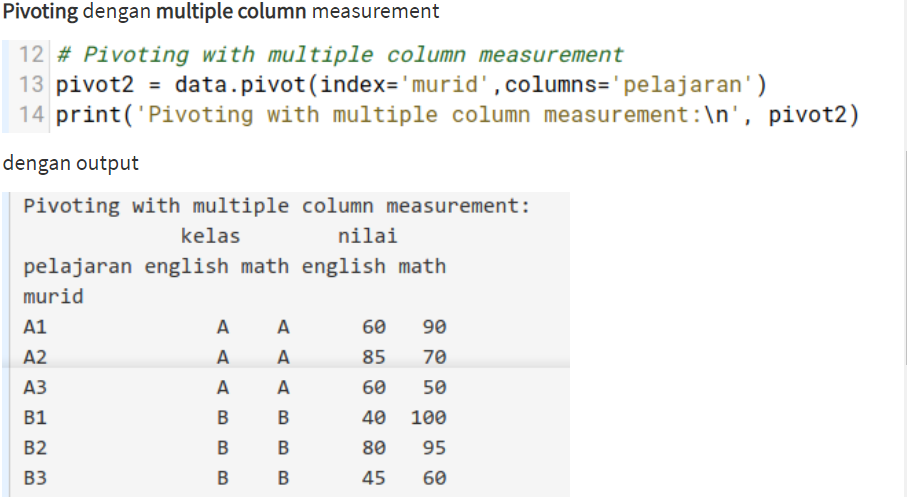 Pivoting dengan multiple column measurement
12 # Pivoting with multiple column measurement
13 pivot2 = data.pivot(index='murid',columns='pelajaran')
14 print('Pivoting with multiple column measurement:\n', pivot2)
dengan output
Pivoting with multiple column measurement:
kelas nilai
pelajaran english math english math
murid
A1 A A 60 90
A2 A A 85 70
A3 A A 60 50
B1 B B 40 100
B2 B B 80 95
B3 B B 45 60